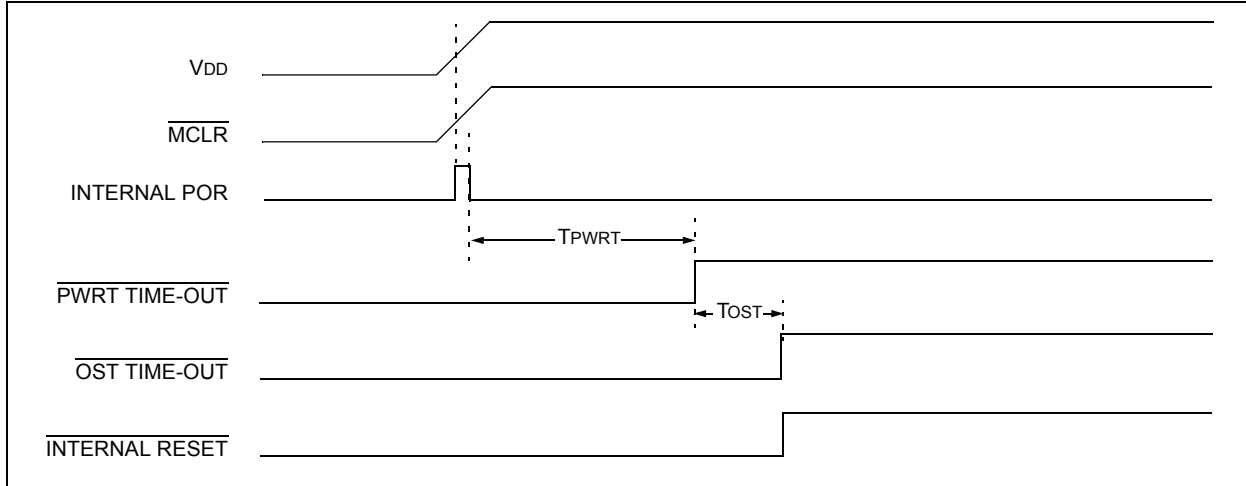 VDD
MCLR
INTERNAL POR
TPWRT
PWRT TIME-OUT
TOST
OST TIME-OUT
INTERNAL RESET